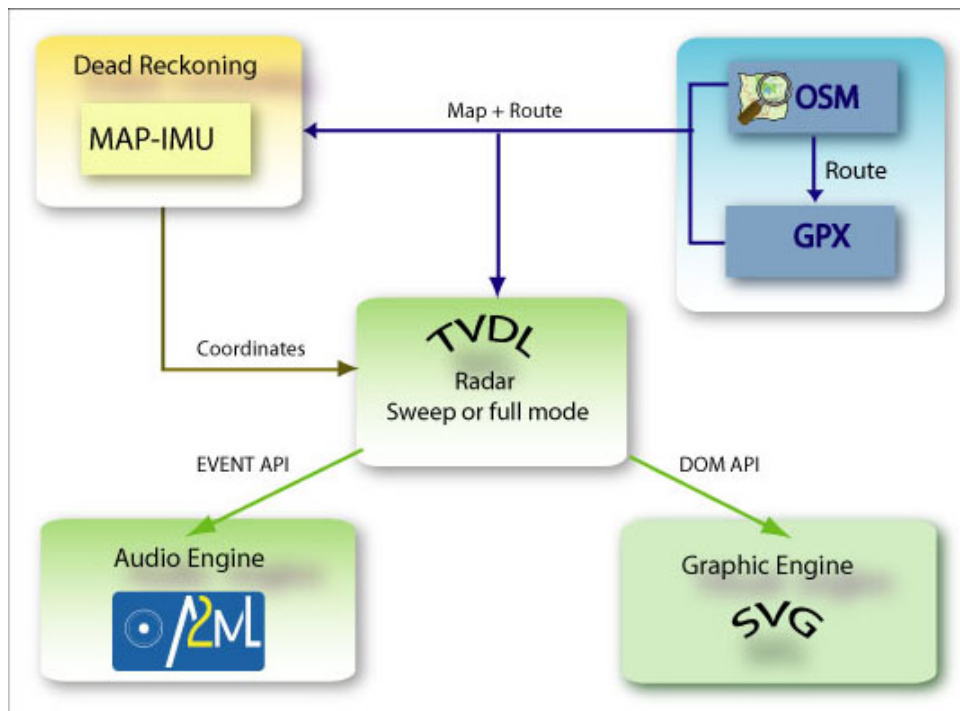 Dead Reckoning
MAP-IMU
Map + Route
OSM
Route
GPX
TVDL
Radar
Sweep or full mode
Coordinates
EVENT API
DOM API
Audio Engine
A2ML
Graphic Engine
SVG